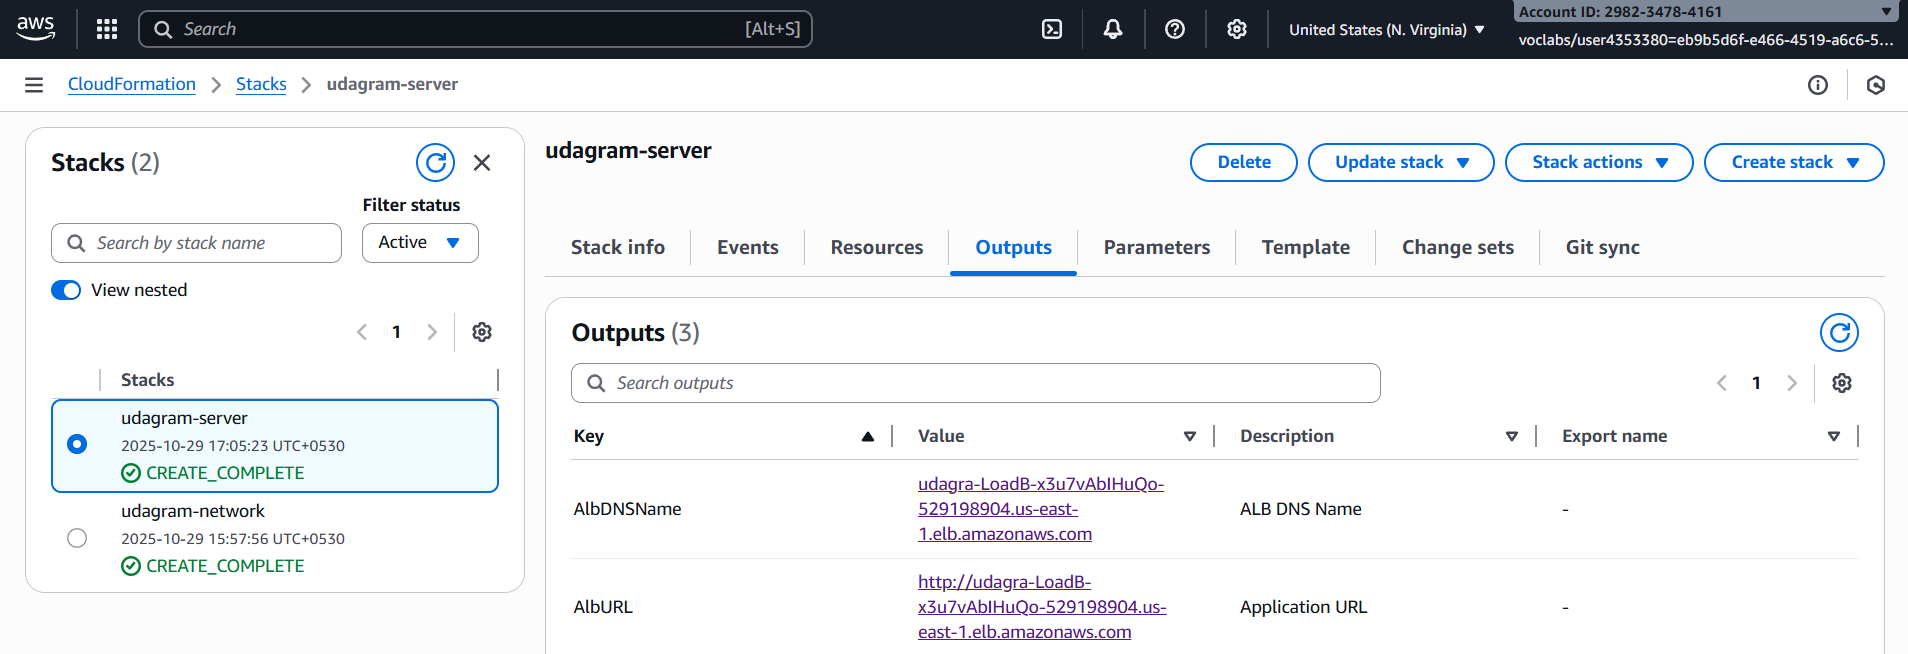 aws
Search
[Alt+S]
United States (N. Virginia)
Account ID: 2982-3478-4161
voclabs/user4353380=eb9b5d6f-e466-4519-a6c6-5...
CloudFormation
Stacks
udagram-server
Stacks (2)
Filter status
Search by stack name
Active
View nested
1
Stacks
udagram-server
2025-10-29 17:05:23 UTC+0530
CREATE_COMPLETE
udagram-network
2025-10-29 15:57:56 UTC+0530
CREATE_COMPLETE
udagram-server
Delete
Update stack
Stack actions
Create stack
Stack info
Events
Resources
Outputs
Parameters
Template
Change sets
Git sync
Outputs (3)
Search outputs
1
Key
Value
Description
Export name
AlbDNSName
udagra-LoadB-x3u7vAbIHuQo-
529198904.us-east-
1.elb.amazonaws.com
ALB DNS Name
-
AlbURL
http://udagra-LoadB-
x3u7vAbIHuQo-529198904.us-
east-1.elb.amazonaws.com
Application URL
-